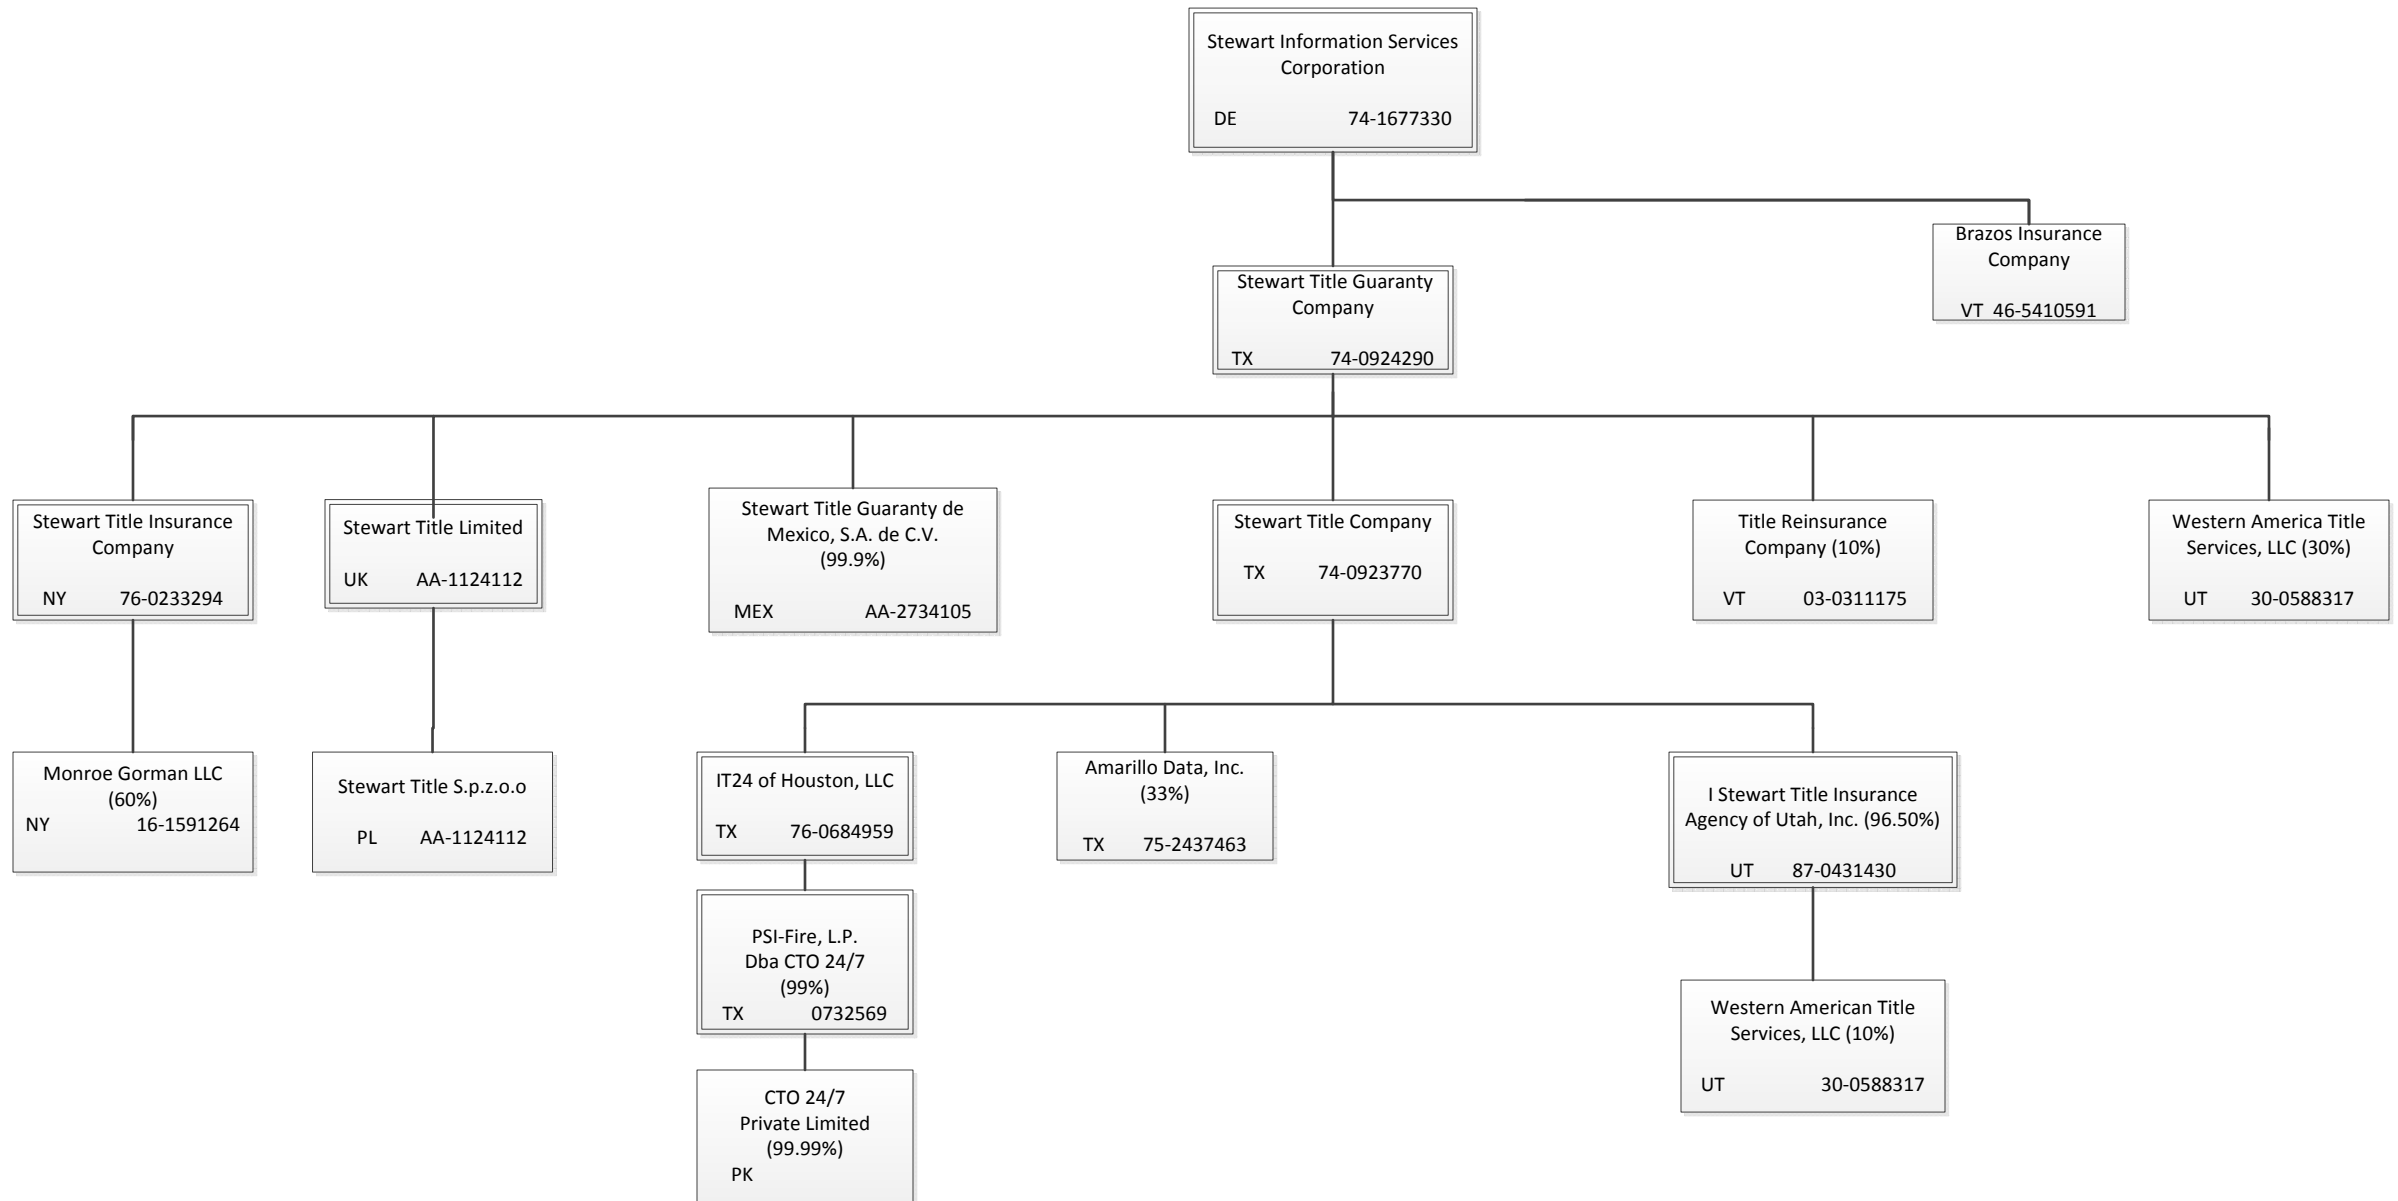 Stewart Information Services
Corporation
DE 74-1677330
Brazos Insurance
Company
VT 46-5410591
Stewart Title Guaranty
Company
TX 74-0924290
Stewart Title Insurance
Company
NY 76-0233294
Stewart Title Limited
UK AA-1124112
Stewart Title Guaranty de
Mexico, S.A. de C.V.
(99.9%)
MEX AA-2734105
Stewart Title Company
TX 74-0923770
Title Reinsurance
Company (10%)
VT 03-0311175
Western America Title
Services, LLC (30%)
UT 30-0588317
Monroe Gorman LLC
(60%)
NY 16-1591264
Stewart Title S.p.z.o.o
PL AA-1124112
IT24 of Houston, LLC
TX 76-0684959
Amarillo Data, Inc.
(33%)
TX 75-2437463
I Stewart Title Insurance
Agency of Utah, Inc. (96.50%)
UT 87-0431430
PSI-Fire, L.P.
Dba CTO 24/7
(99%)
TX 0732569
Western American Title
Services, LLC (10%)
UT 30-0588317
CTO 24/7
Private Limited
(99.99%)
PK